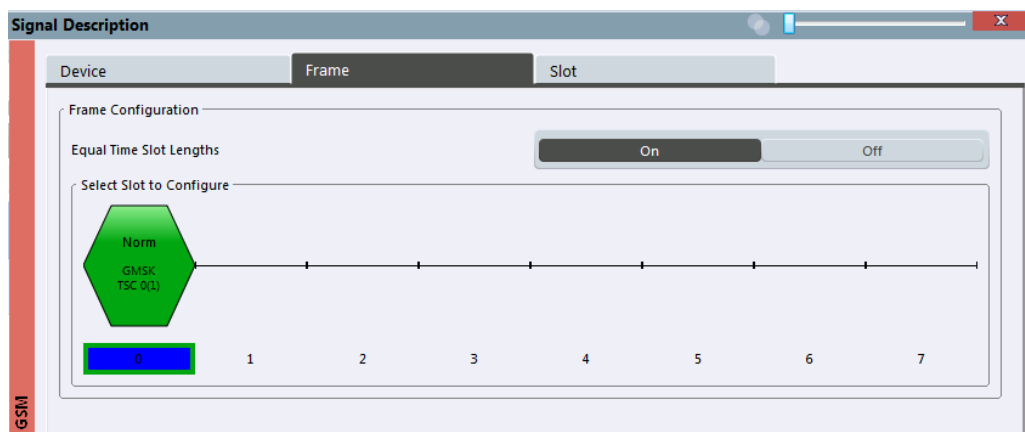 Signal Description
X
Device Frame Slot
Frame Configuration
Equal Time Slot Lengths On Off
Select Slot to Configure
Norm
GMSK
TSC 0(1)
0 1 2 3 4 5 6 7
GSM